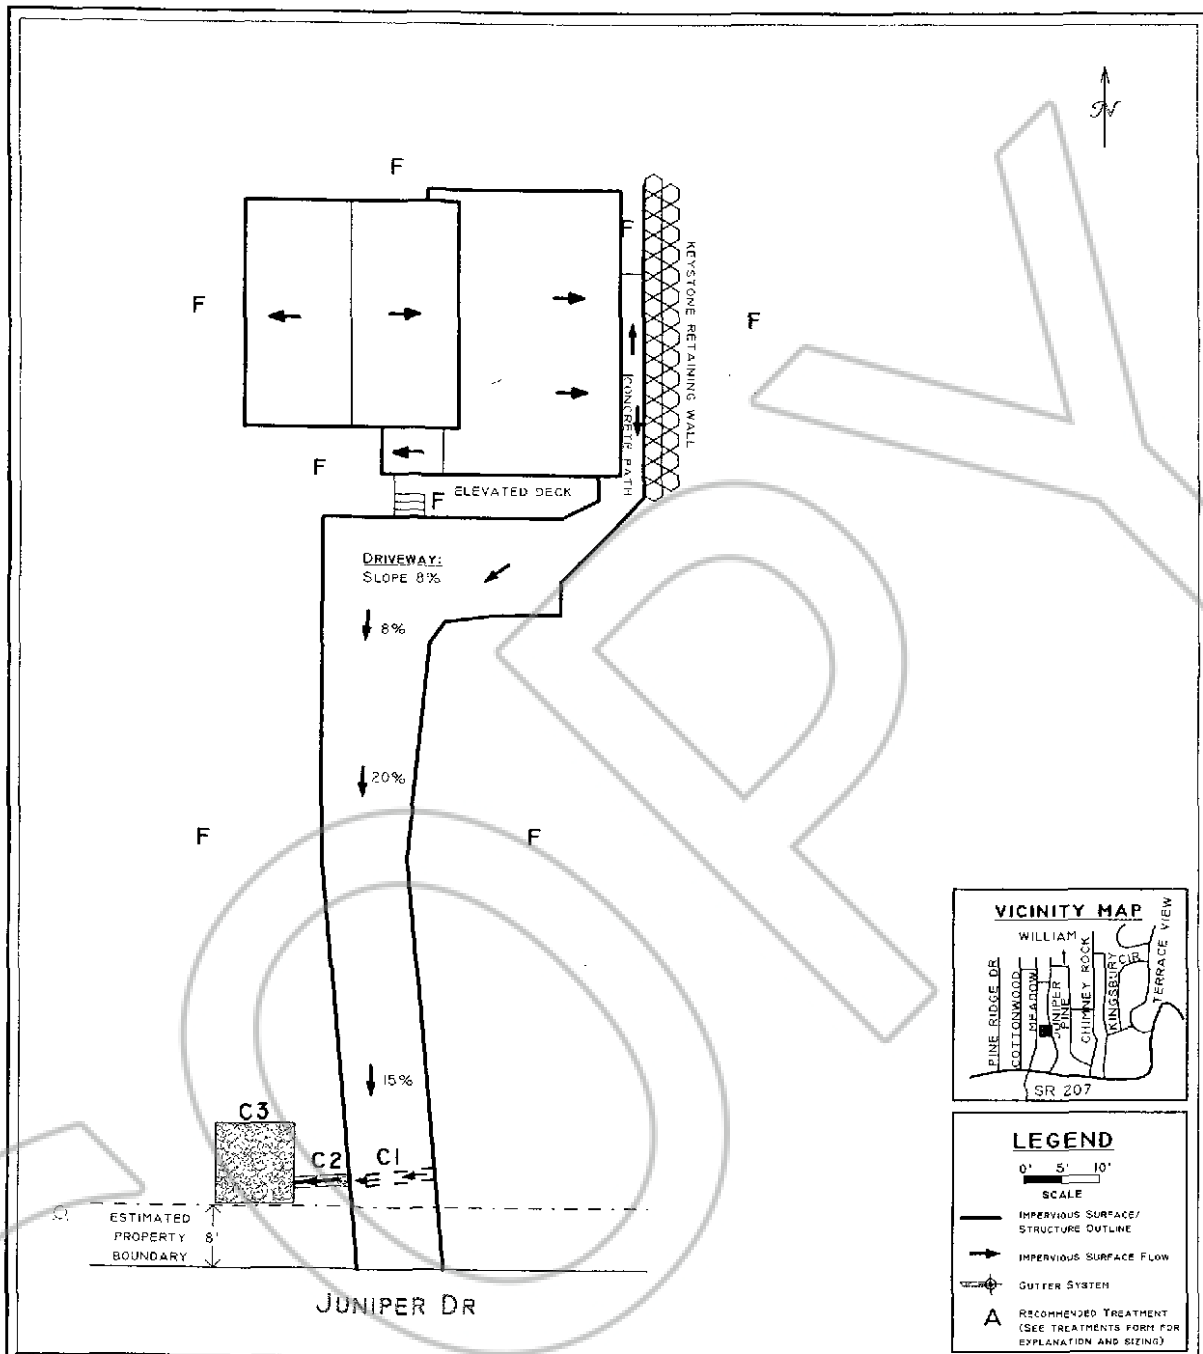 N
F
F
F
KEYSTONE RETAINING WALL
F
CONCRETE PATH
F
ELEVATED DECK
F
DRIVEWAY:
SLOPE 8%
8%
20%
F
F
15%
C3
C2
C1
ESTIMATED
PROPERTY
BOUNDARY
8'
JUNIPER DR
VICINITY MAP
WILLIAM
PINE RIDGE DR
COTTONWOOD
MEADOW
JUNIPER
PINE
CHIMNEY ROCK
KINGSBURY
CIR
TERRACE VIEW
SR 207
LEGEND
0' 5' 10'
SCALE
IMPERVIOUS SURFACE/
STRUCTURE OUTLINE
IMPERVIOUS SURFACE FLOW
GUTTER SYSTEM
A RECOMMENDED TREATMENT
(SEE TREATMENTS FORM FOR
EXPLANATION AND SIZING)
COPY